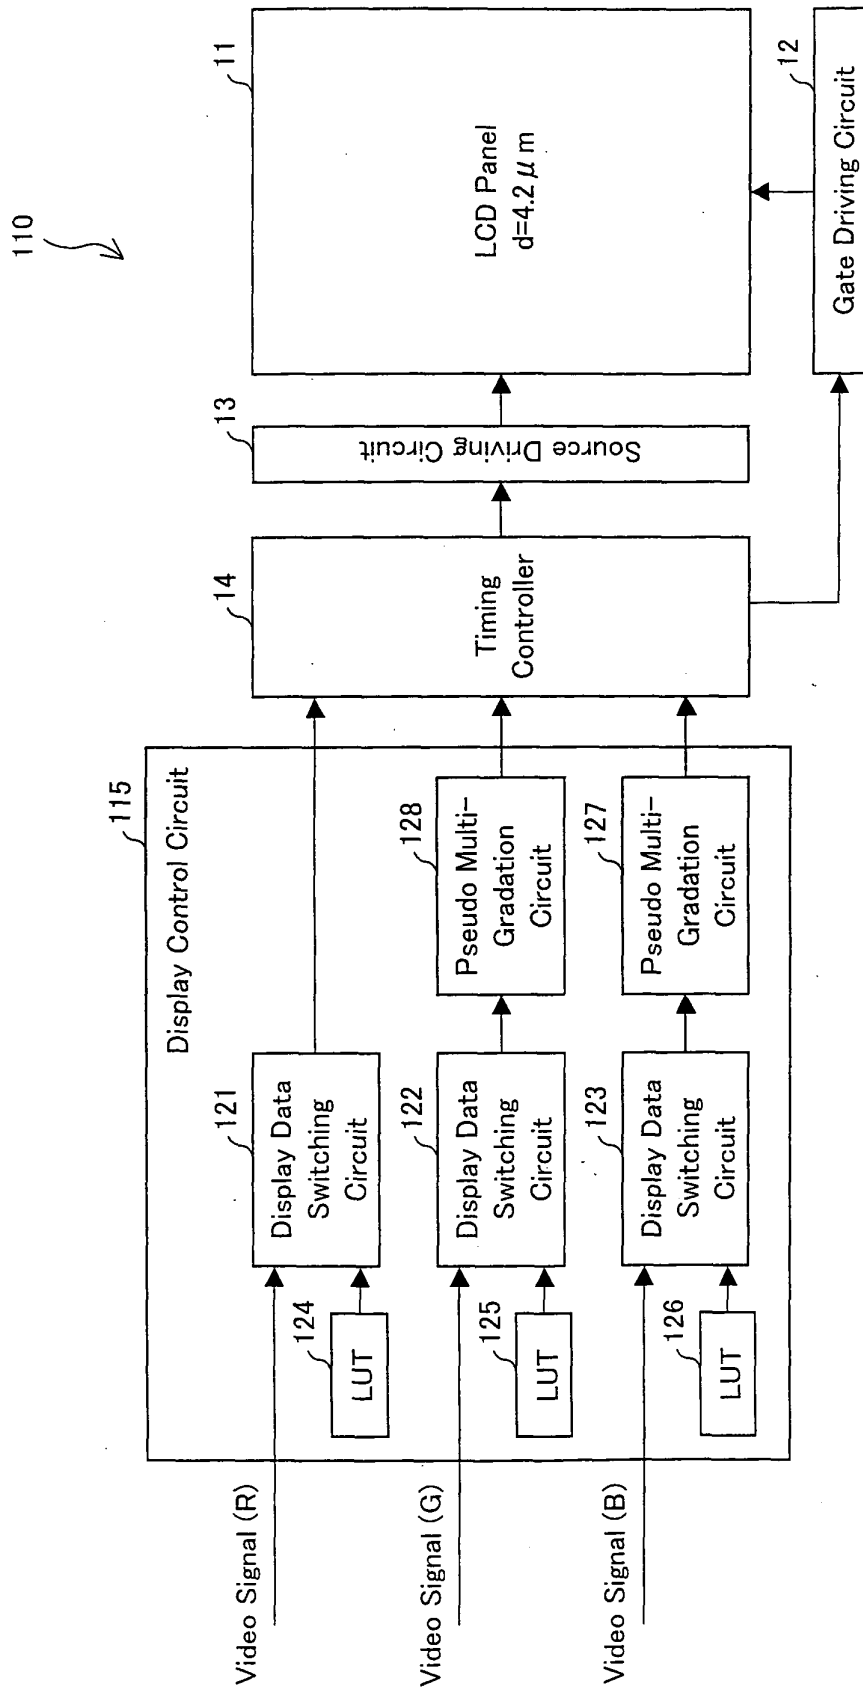 110
115
Display Control Circuit
Video Signal (R)
121
Display Data
Switching
Circuit
124
LUT
Video Signal (G)
122
Display Data
Switching
Circuit
125
LUT
128
Pseudo Multi-
Gradation
Circuit
Video Signal (B)
123
Display Data
Switching
Circuit
126
LUT
127
Pseudo Multi-
Gradation
Circuit
14
Timing
Controller
13
Source Driving Circuit
11
LCD Panel
d=4.2μm
12
Gate Driving Circuit